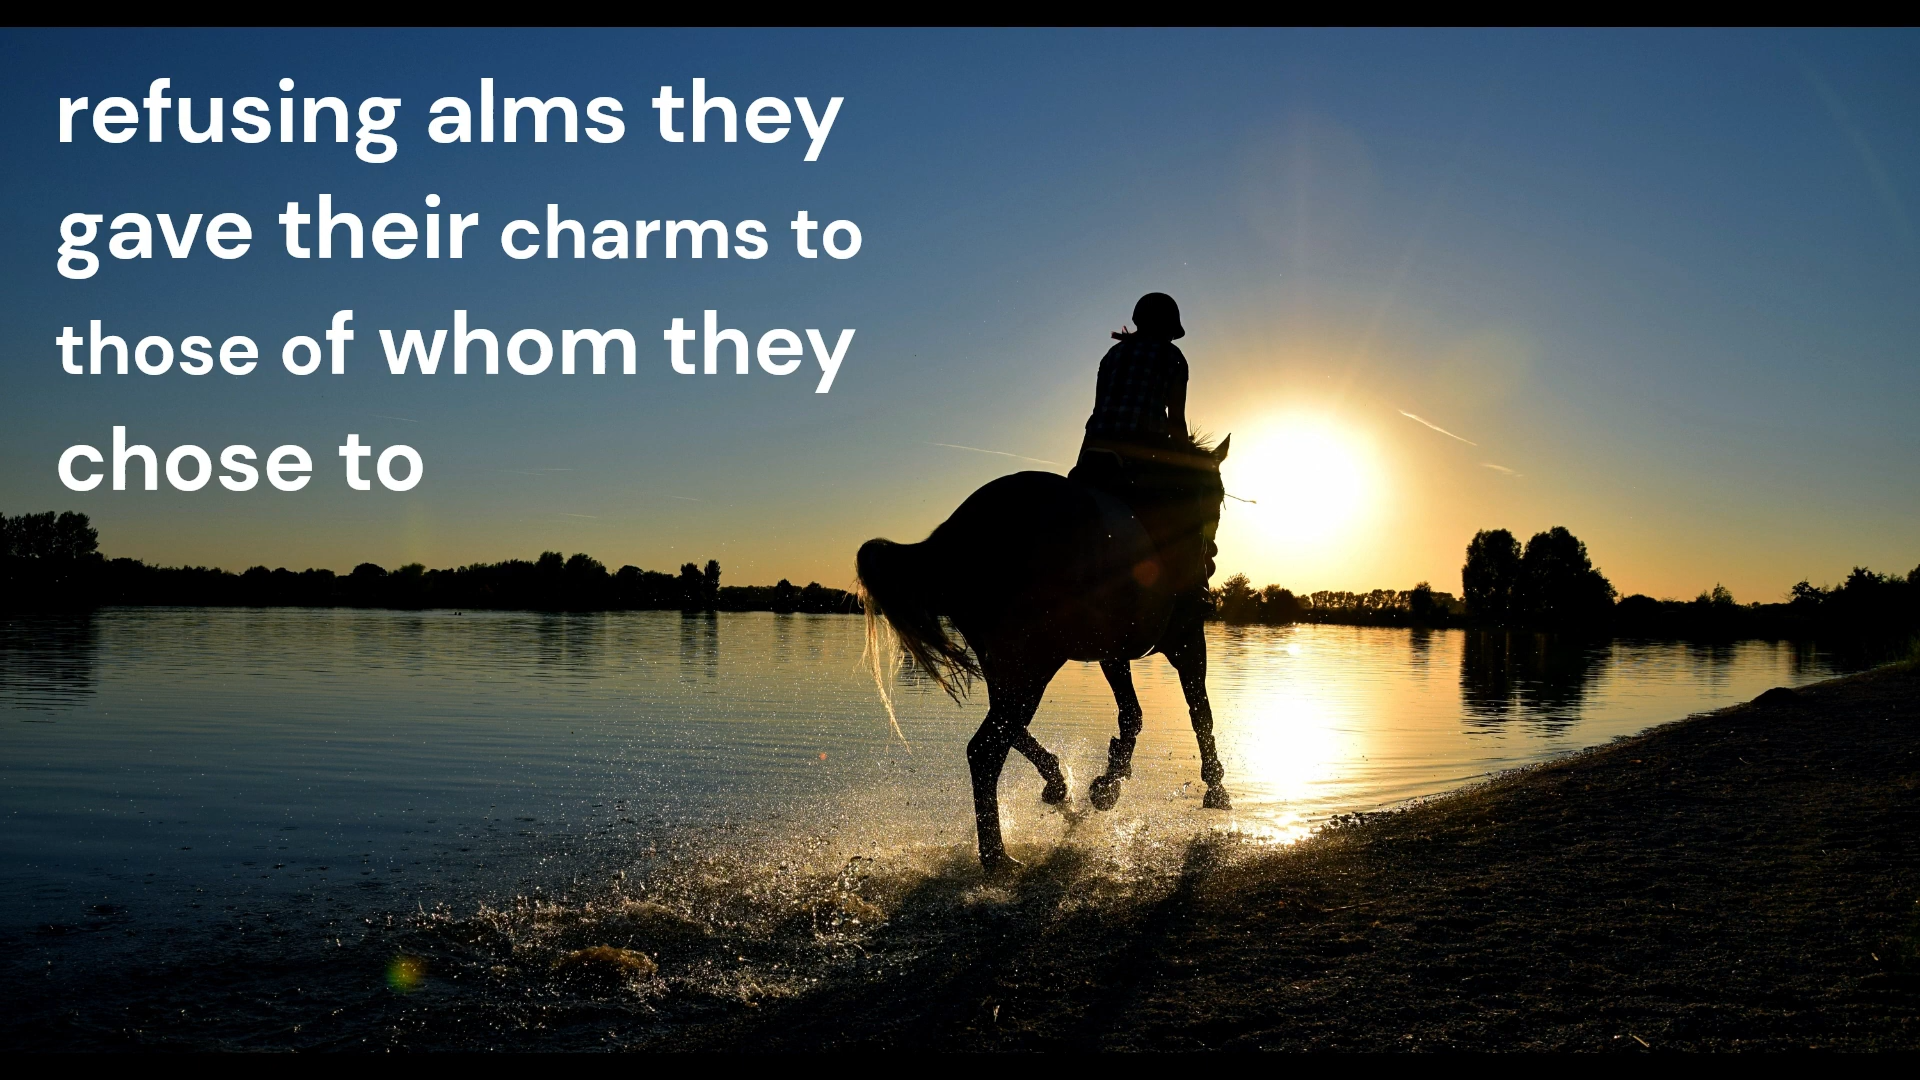 refusing alms they
gave their charms to
those of whom they
chose to